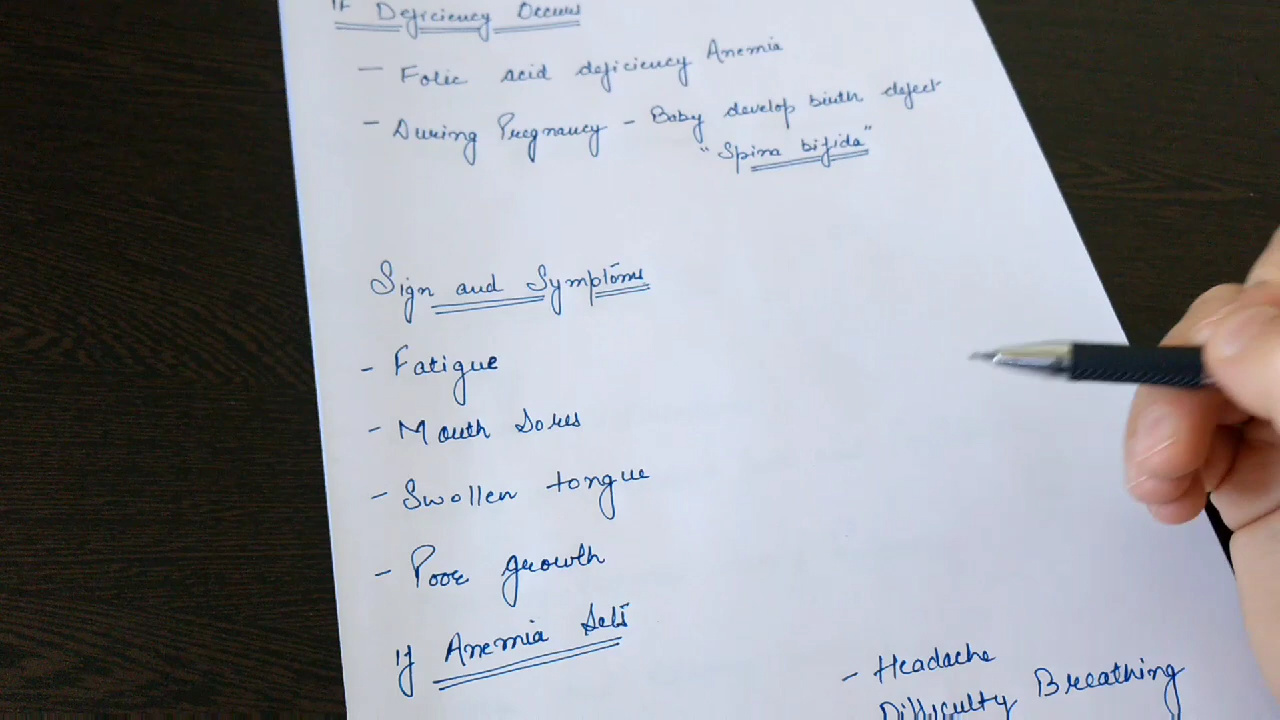 If Deficiency Occurs
- Folic acid deficiency Anemia
- During Pregnancy - Baby develop birth defect
"Spina bifida"
Sign and Symptoms
- Fatigue
- Mouth Sores
- Swollen tongue
- Poor growth
If Anemia Sets
- Headache
Difficulty Breathing